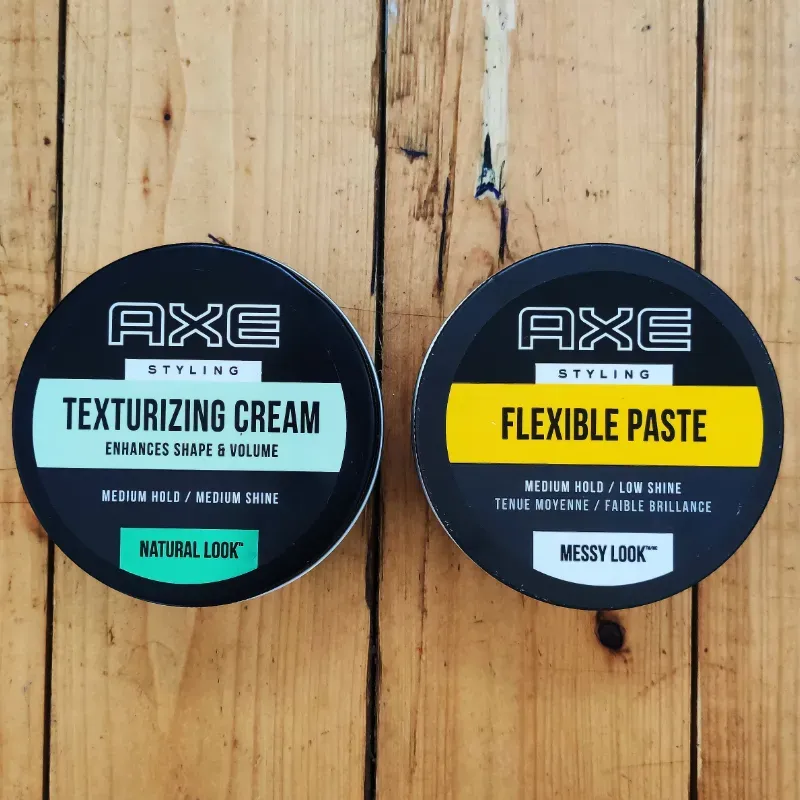 AXE
STYLING
TEXTURIZING CREAM
ENHANCES SHAPE & VOLUME
MEDIUM HOLD / MEDIUM SHINE
NATURAL LOOK™
AXE
STYLING
FLEXIBLE PASTE
MEDIUM HOLD / LOW SHINE
TENUE MOYENNE / FAIBLE BRILLANCE
MESSY LOOK™/MC